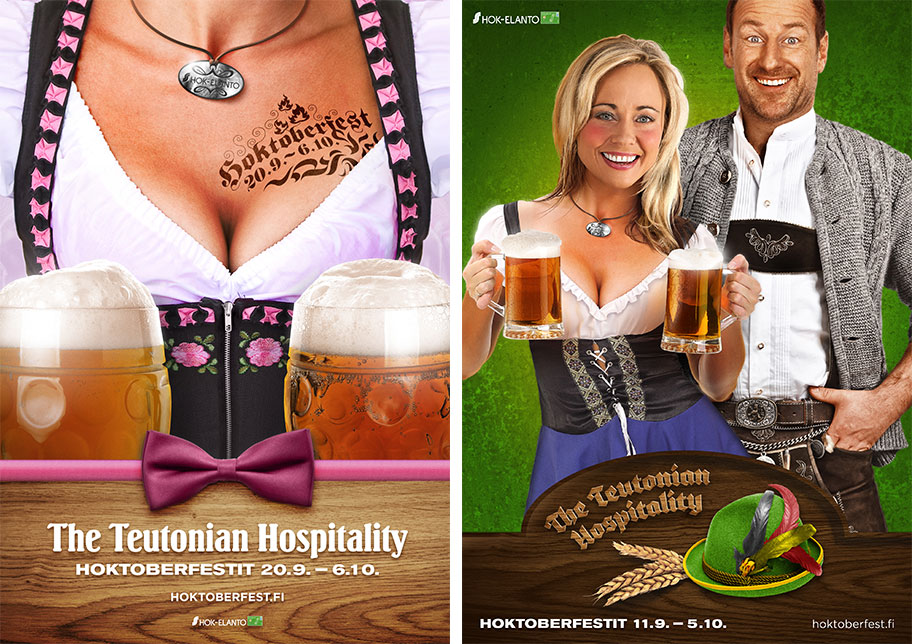 HOK-ELANTO
Hoktoberfest
20.9.–6.10.
The Teutonian Hospitality
HOKTOBERFESTIT 20.9. – 6.10.
HOKTOBERFEST.FI
HOK-ELANTO
HOK-ELANTO
The Teutonian
Hospitality
HOKTOBERFESTIT 11.9. – 5.10.
hoktoberfest.fi